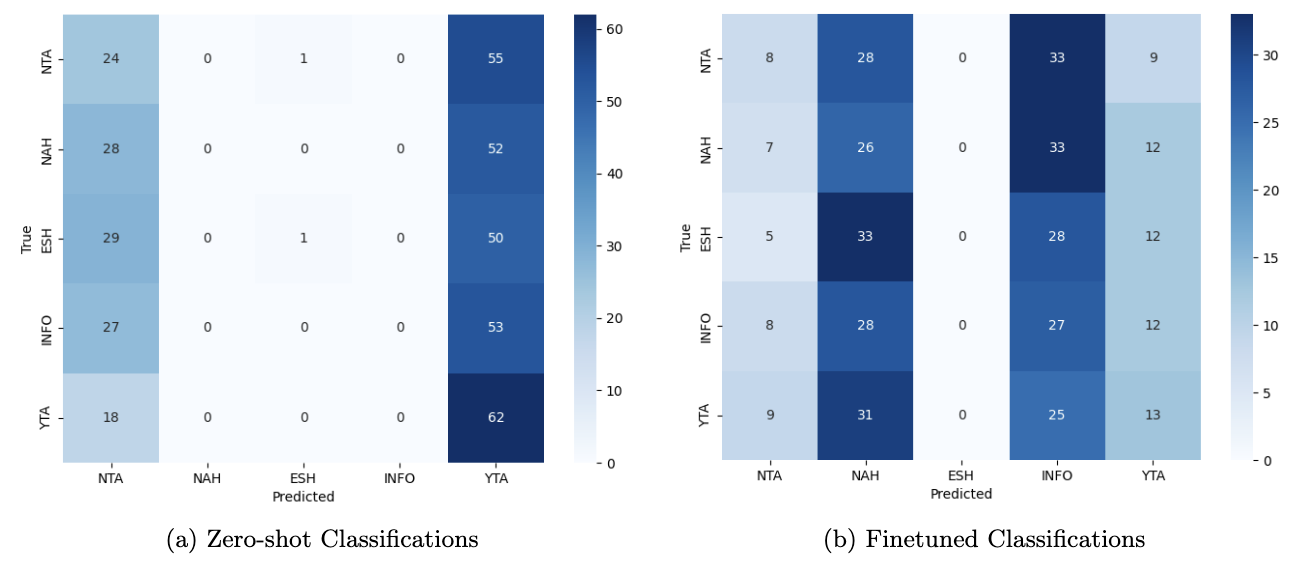 NTA 24 0 1 0 55
NAH 28 0 0 0 52
ESH 29 0 1 0 50
INFO 27 0 0 0 53
YTA 18 0 0 0 62
True
NTA NAH ESH INFO YTA
Predicted
60
50
40
30
20
10
0
(a) Zero-shot Classifications
NTA 8 28 0 33 9
NAH 7 26 0 33 12
ESH 5 33 0 28 12
INFO 8 28 0 27 12
YTA 9 31 0 25 13
True
NTA NAH ESH INFO YTA
Predicted
30
25
20
15
10
5
0
(b) Finetuned Classifications